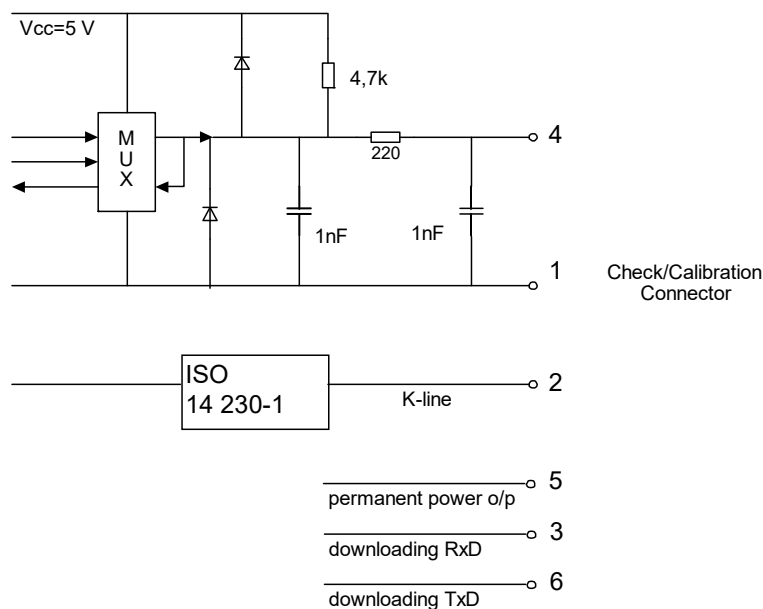 Vcc=5 V
4,7k
M
U
X
220
4
1nF
1nF
1
Check/Calibration
Connector
ISO
14 230-1
K-line
2
permanent power o/p
5
downloading RxD
3
downloading TxD
6